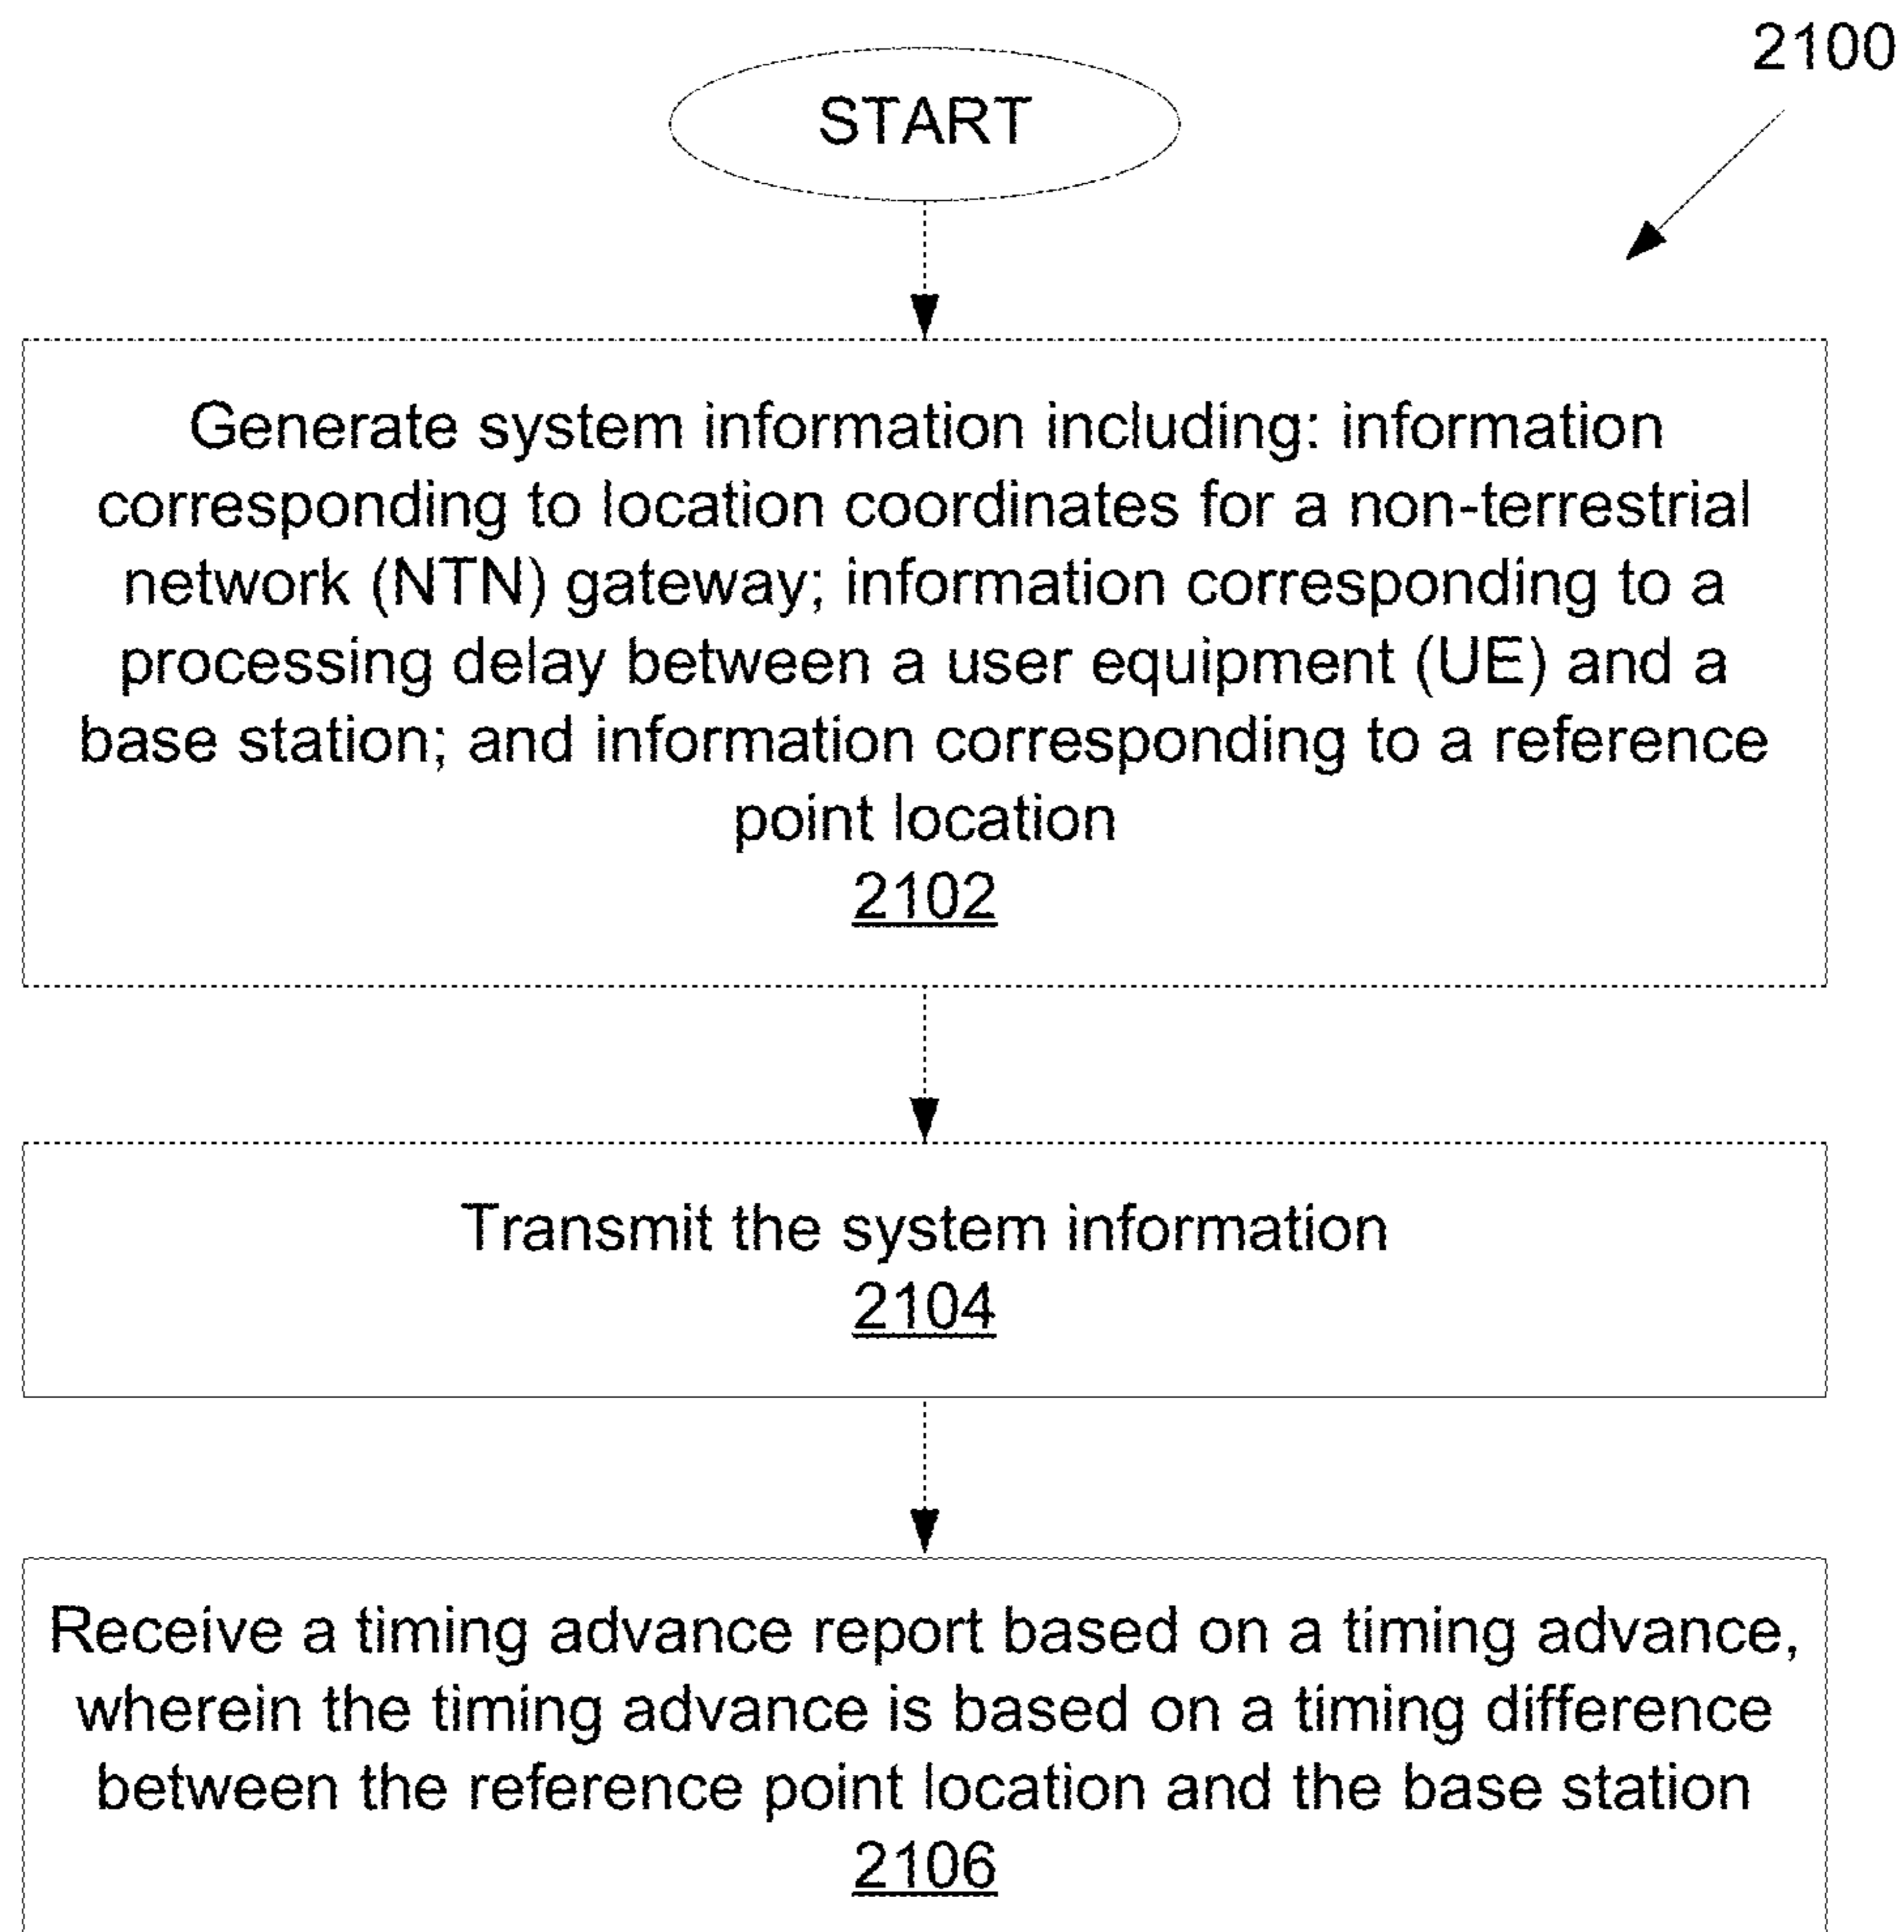 2100
START
Generate system information including: information
corresponding to location coordinates for a non-terrestrial
network (NTN) gateway; information corresponding to a
processing delay between a user equipment (UE) and a
base station; and information corresponding to a reference
point location
2102
Transmit the system information
2104
Receive a timing advance report based on a timing advance,
wherein the timing advance is based on a timing difference
between the reference point location and the base station
2106